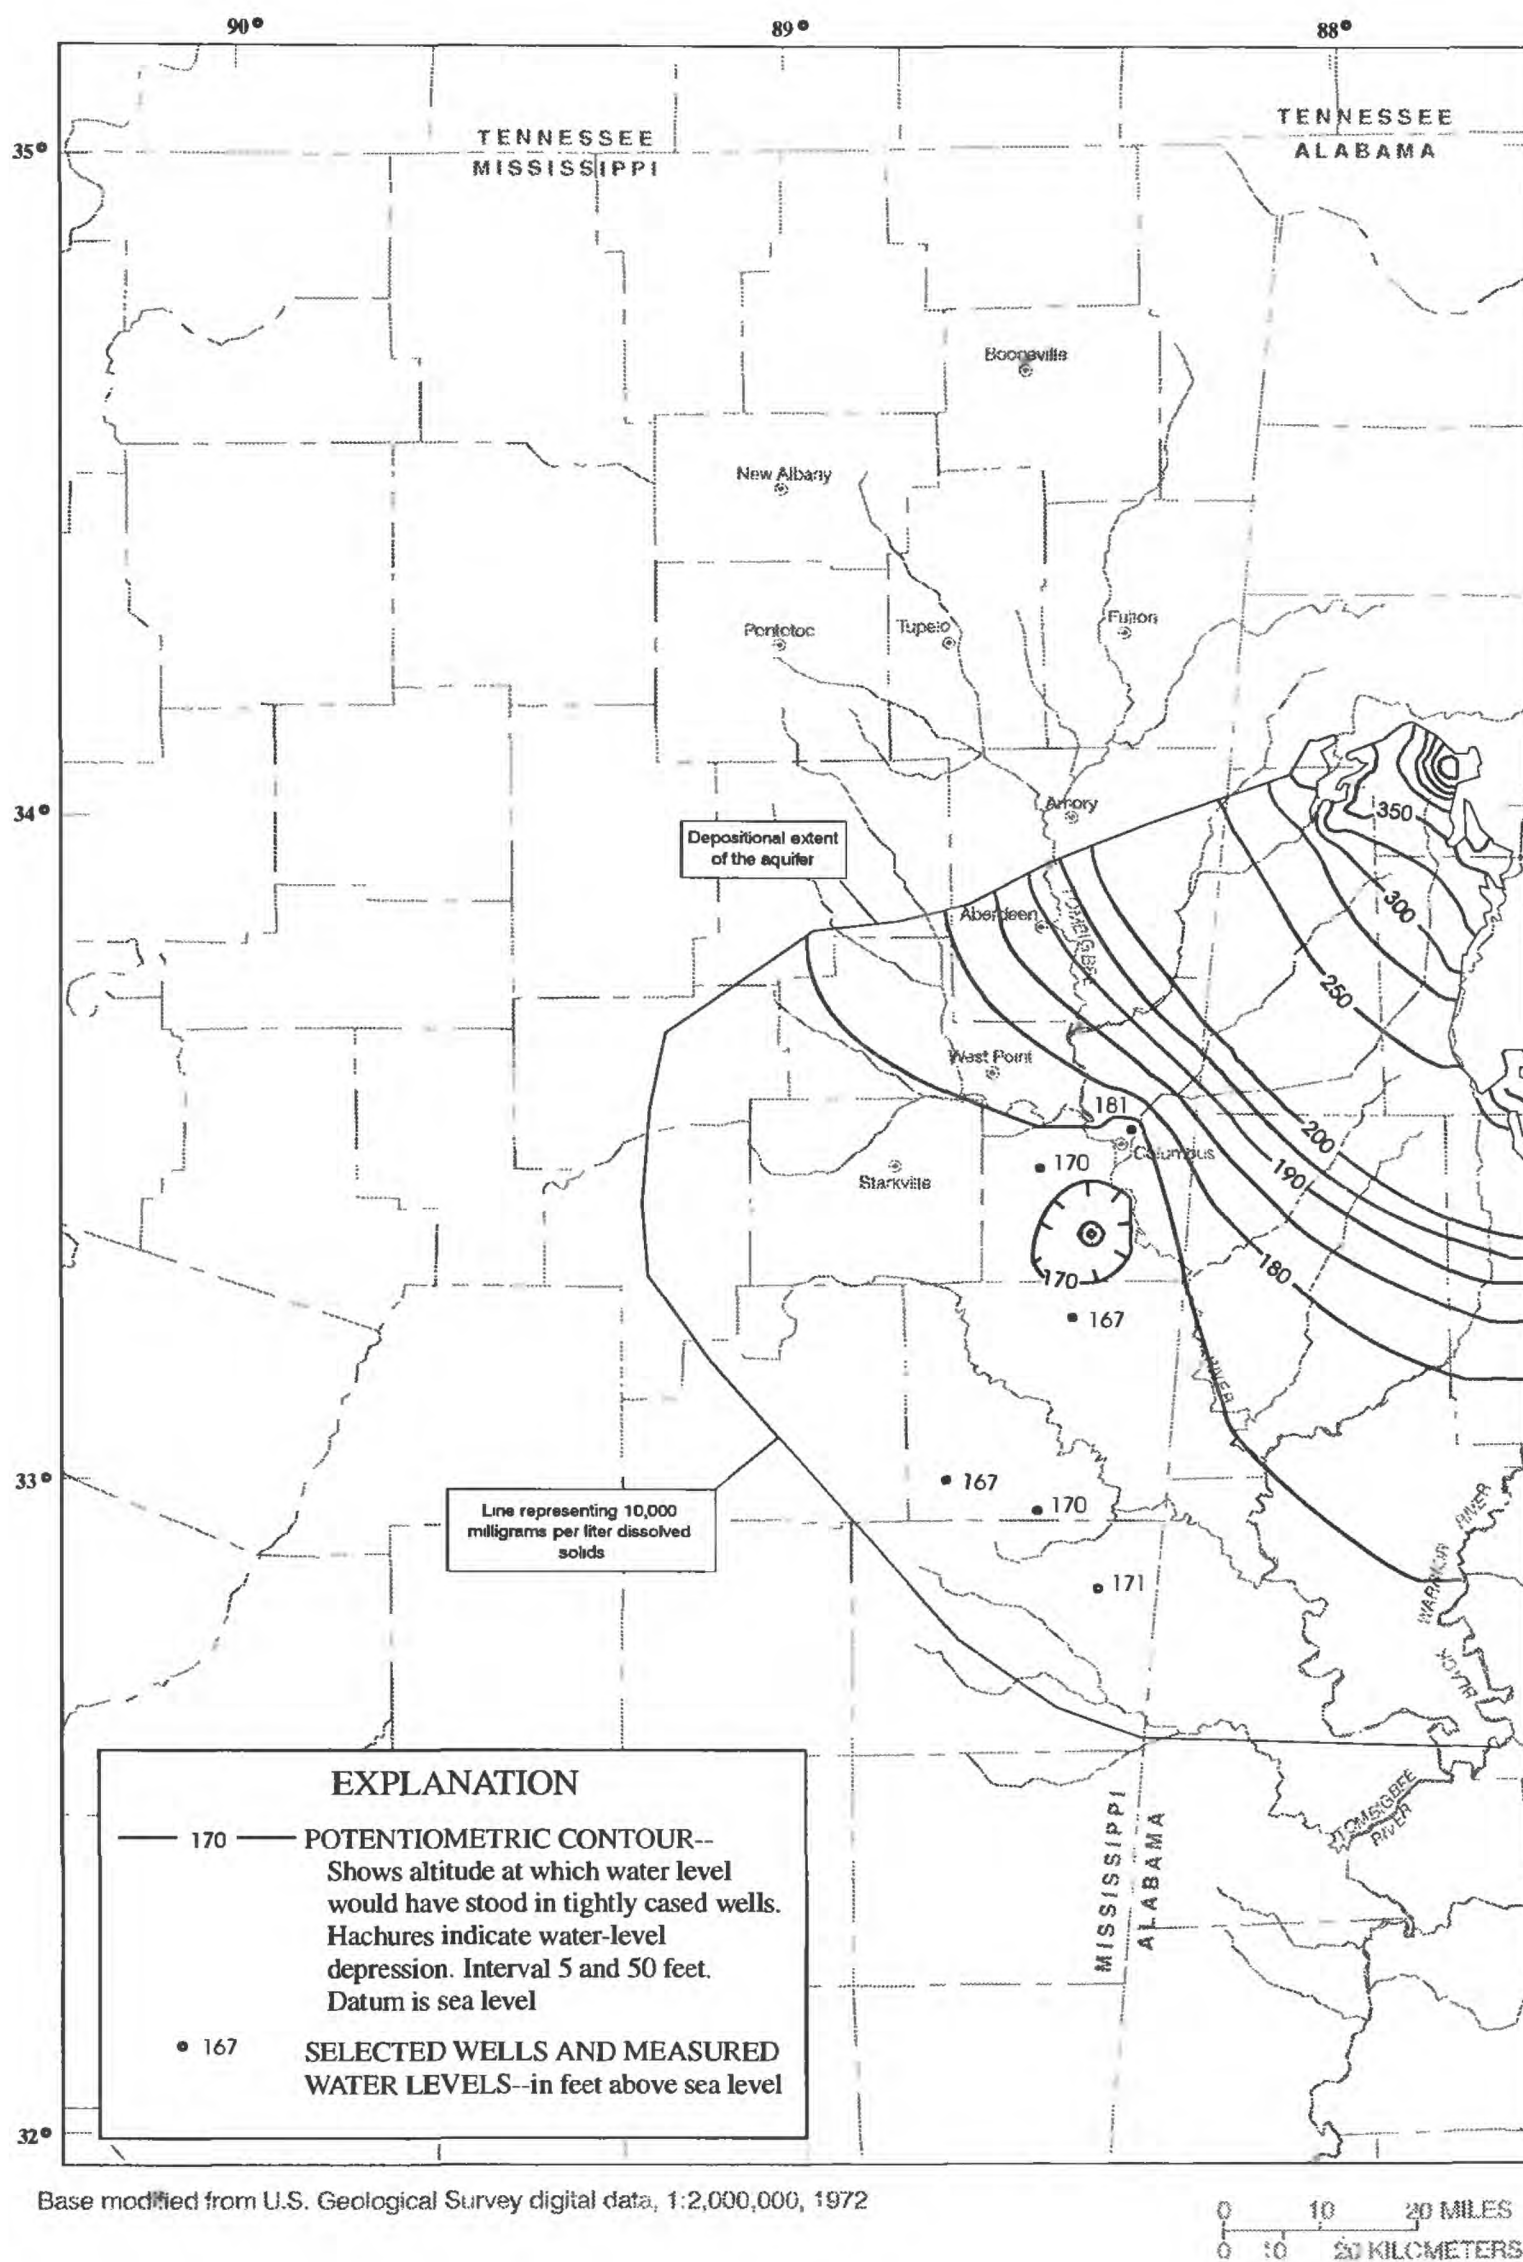 90°
89°
88°
35°
TENNESSEE
MISSISSIPPI
TENNESSEE
ALABAMA
Booneville
New Albany
Pontotoc
Tupelo
Fulton
34°
Amory
350
Depositional extent
of the aquifer
Aberdeen
TOMBIGBEE
300
250
West Point
181
Columbus
200
170
190
Starkville
180
170
167
RIVER
33°
167
170
Line representing 10,000
milligrams per liter dissolved
solids
171
WARRIOR RIVER
BLACK
TOMBIGBEE
RIVER
MISSISSIPPI
ALABAMA
EXPLANATION
170 POTENTIOMETRIC CONTOUR--
Shows altitude at which water level
would have stood in tightly cased wells.
Hachures indicate water-level
depression. Interval 5 and 50 feet.
Datum is sea level
167 SELECTED WELLS AND MEASURED
WATER LEVELS--in feet above sea level
32°
Base modified from U.S. Geological Survey digital data, 1:2,000,000, 1972
0 10 20 MILES
0 10 20 KILOMETERS